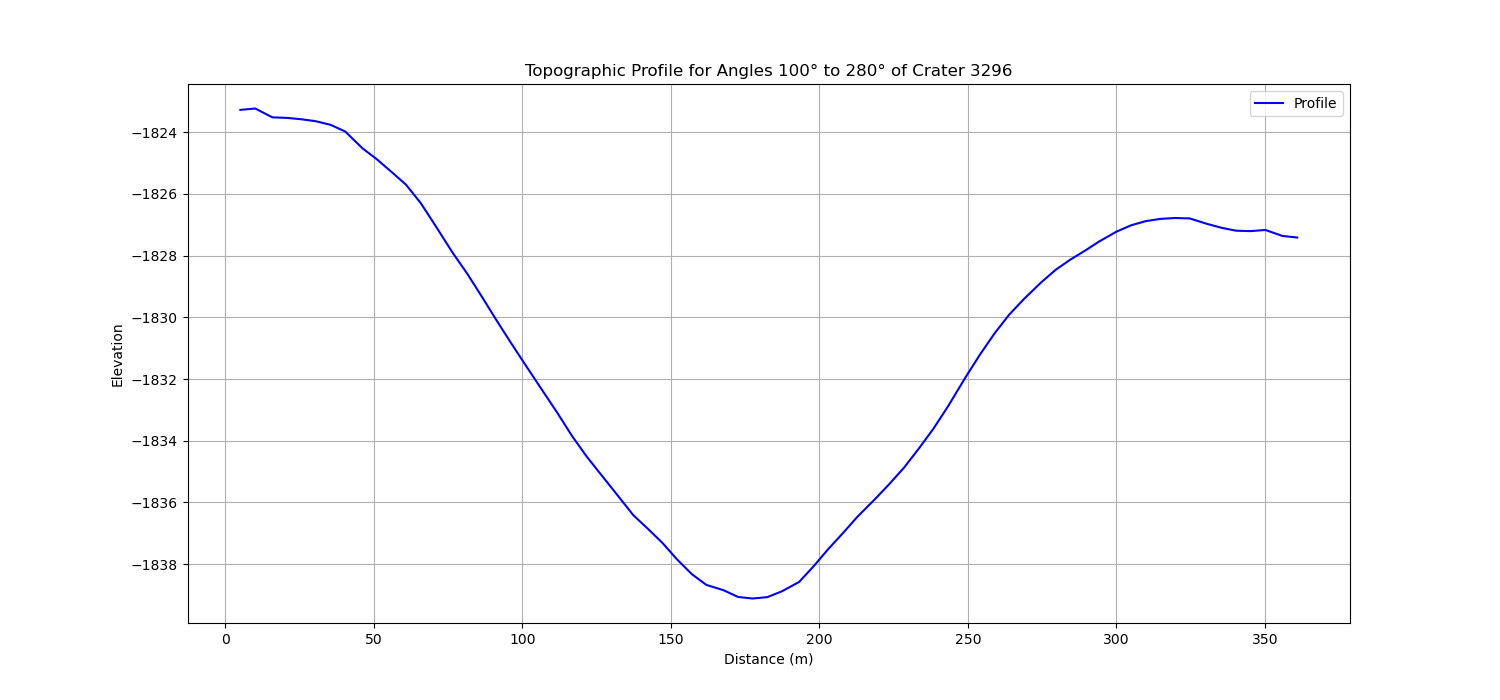 Topographic Profile for Angles 100° to 280° of Crater 3296
Profile
−1824
−1826
−1828
−1830
−1832
−1834
−1836
−1838
Elevation
0 50 100 150 200 250 300 350
Distance (m)